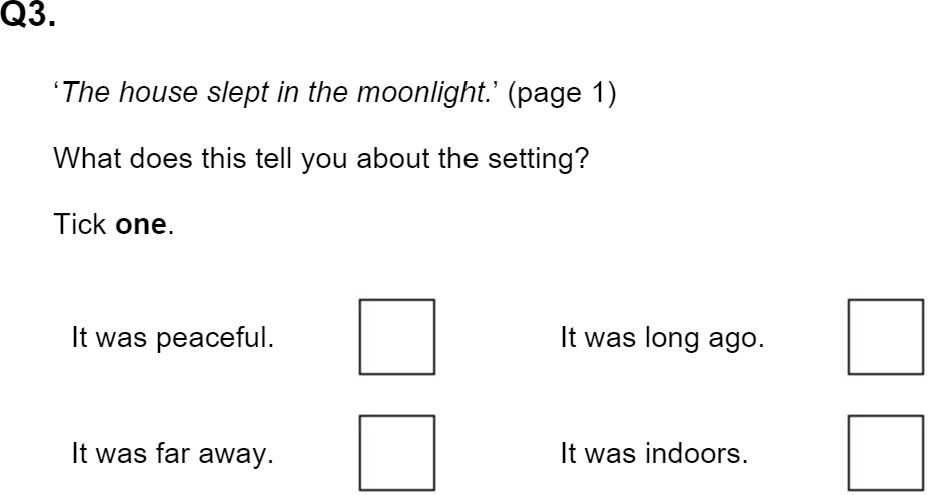 Q3.
‘The house slept in the moonlight.’ (page 1)
What does this tell you about the setting?
Tick one.
It was peaceful. It was long ago.
It was far away. It was indoors.